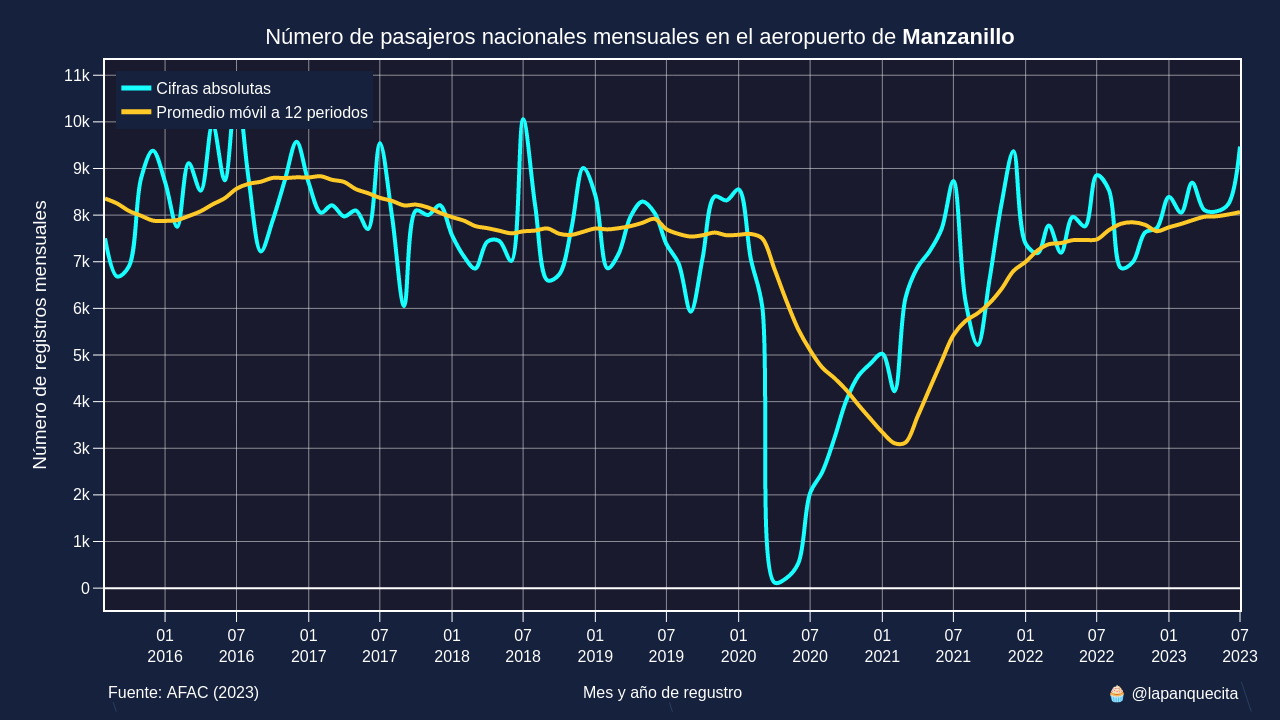 Número de pasajeros nacionales mensuales en el aeropuerto de Manzanillo
Cifras absolutas
Promedio móvil a 12 periodos
Número de registros mensuales
11k
10k
9k
8k
7k
6k
5k
4k
3k
2k
1k
0
01 07 01 07 01 07 01 07 01 07 01 07 01 07 01 07
2016 2016 2017 2017 2018 2018 2019 2019 2020 2020 2021 2021 2022 2022 2023 2023
Fuente: AFAC (2023) Mes y año de regustro 🧁 @lapanquecita